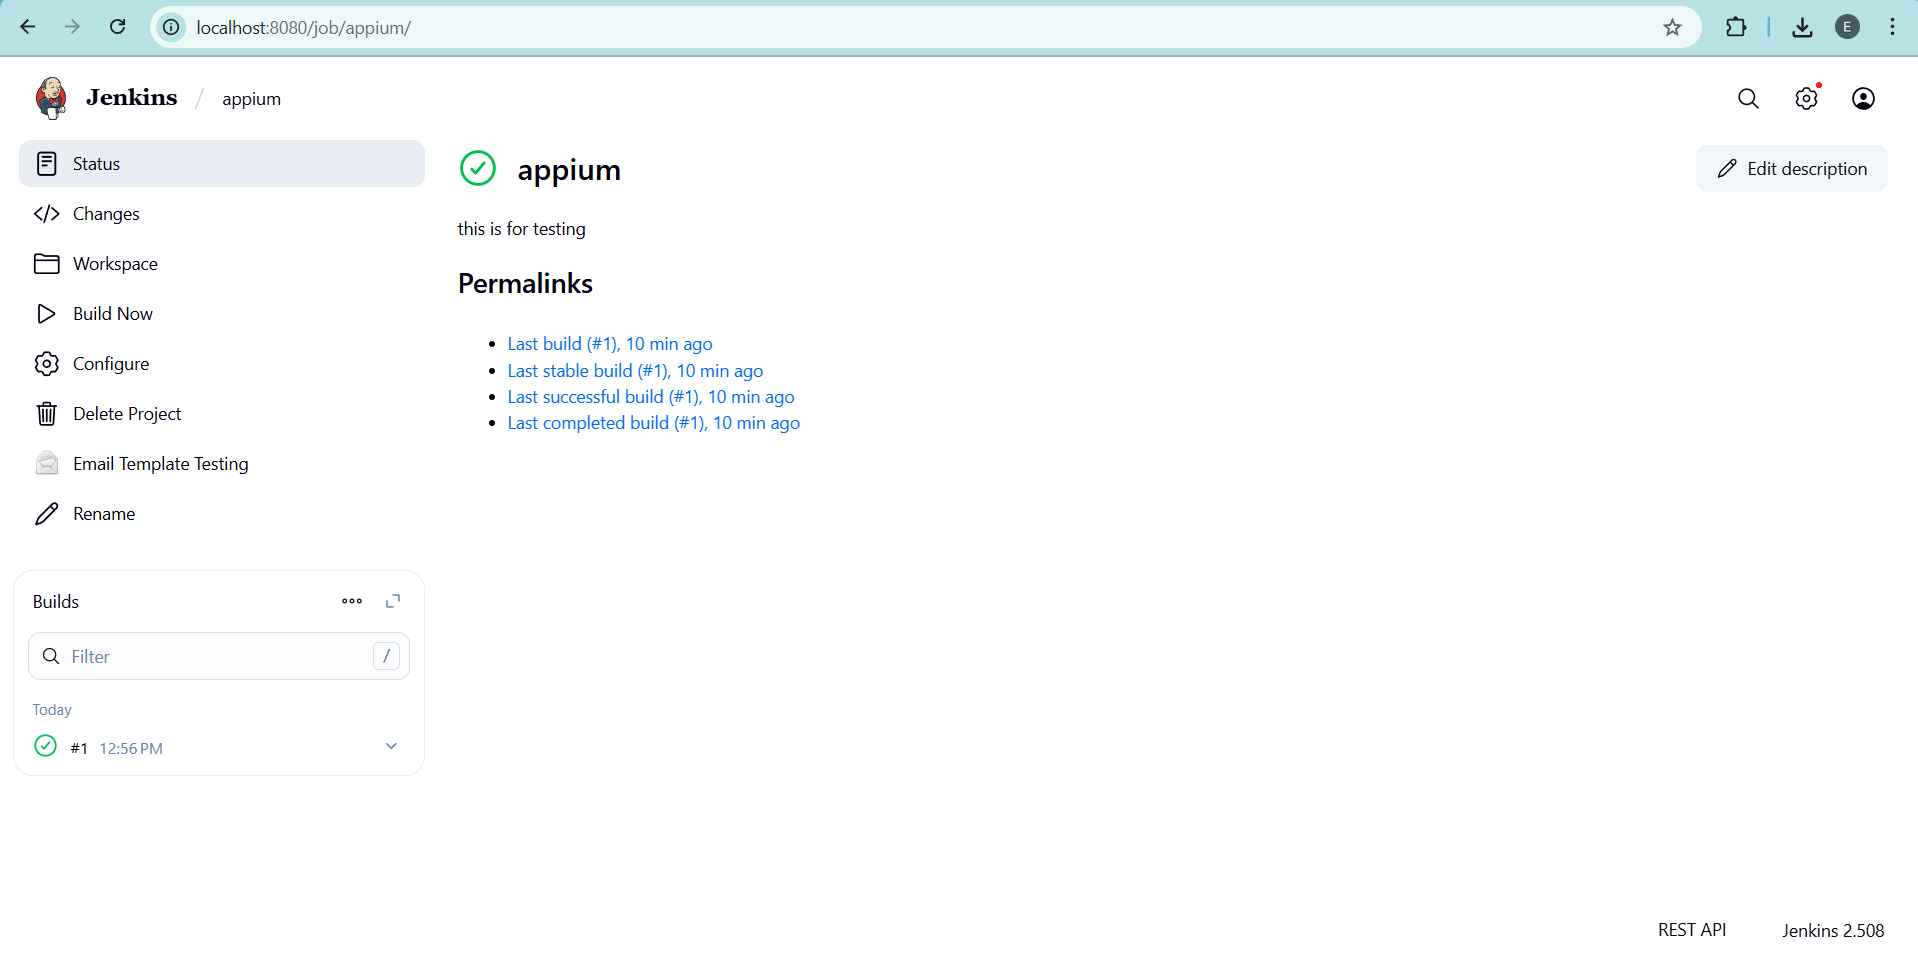 localhost:8080/job/appium/
E
Jenkins / appium
Status
Changes
Workspace
Build Now
Configure
Delete Project
Email Template Testing
Rename
Builds
Filter /
Today
#1 12:56 PM
appium
Edit description
this is for testing
Permalinks
Last build (#1), 10 min ago
Last stable build (#1), 10 min ago
Last successful build (#1), 10 min ago
Last completed build (#1), 10 min ago
REST API Jenkins 2.508